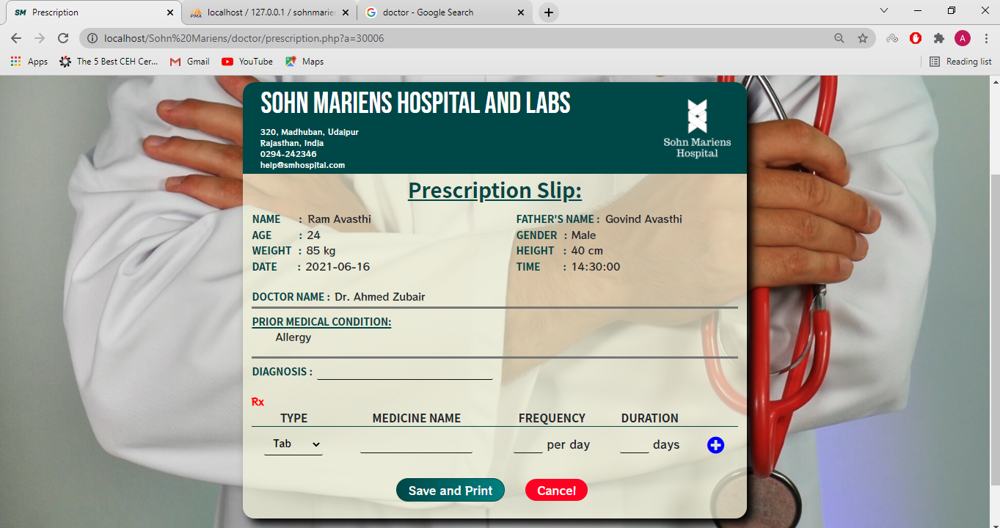 SM Prescription
localhost / 127.0.0.1 / sohnmarie
doctor - Google Search
localhost/Sohn%20Mariens/doctor/prescription.php?a=30006
A
Apps The 5 Best CEH Cer... Gmail YouTube Maps Reading list
SOHN MARIENS HOSPITAL AND LABS
320, Madhuban, Udaipur
Rajasthan, India
0294-242346
help@smhospital.com
Sohn Mariens
Hospital
Prescription Slip:
NAME : Ram Avasthi FATHER'S NAME : Govind Avasthi
AGE : 24 GENDER : Male
WEIGHT : 85 kg HEIGHT : 40 cm
DATE : 2021-06-16 TIME : 14:30:00
DOCTOR NAME : Dr. Ahmed Zubair
PRIOR MEDICAL CONDITION:
Allergy
DIAGNOSIS :
Rx
TYPE MEDICINE NAME FREQUENCY DURATION
Tab per day days
Save and Print Cancel